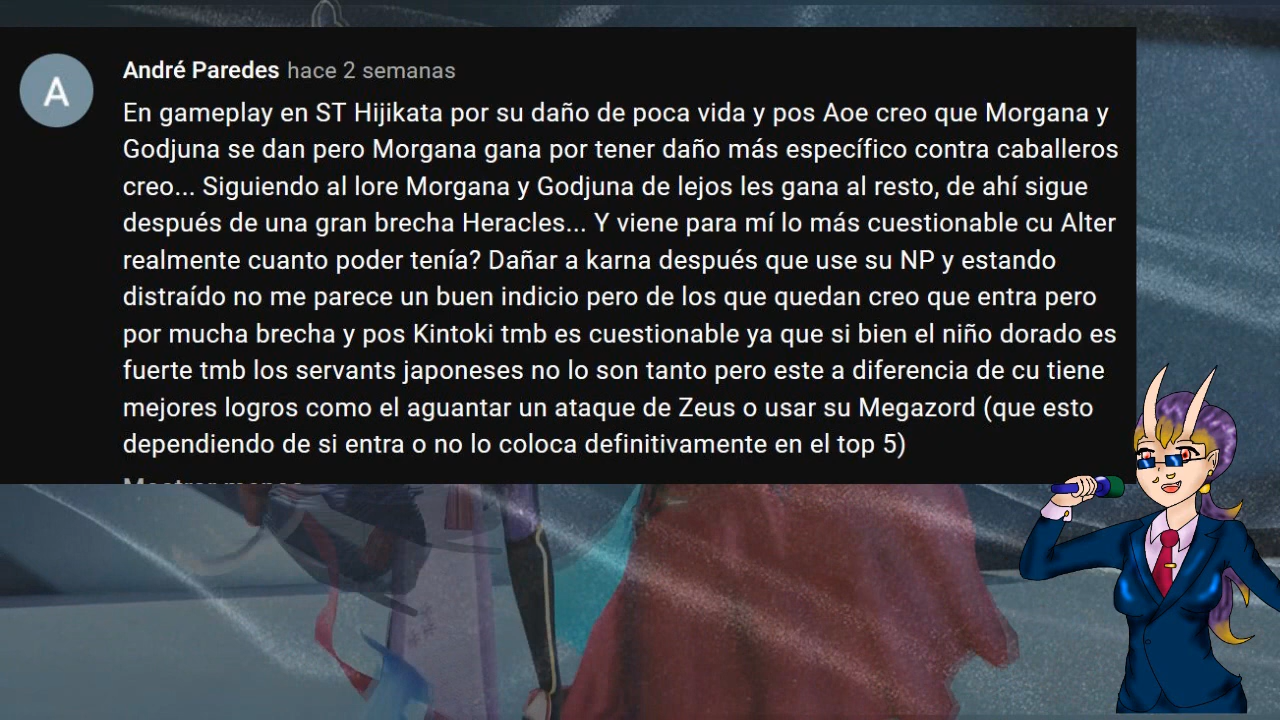 A
André Paredes hace 2 semanas
En gameplay en ST Hijikata por su daño de poca vida y pos Aoe creo que Morgana y
Godjuna se dan pero Morgana gana por tener daño más específico contra caballeros
creo... Siguiendo al lore Morgana y Godjuna de lejos les gana al resto, de ahí sigue
después de una gran brecha Heracles... Y viene para mí lo más cuestionable cu Alter
realmente cuanto poder tenía? Dañar a karna después que use su NP y estando
distraído no me parece un buen indicio pero de los que quedan creo que entra pero
por mucha brecha y pos Kintoki tmb es cuestionable ya que si bien el niño dorado es
fuerte tmb los servants japoneses no lo son tanto pero este a diferencia de cu tiene
mejores logros como el aguantar un ataque de Zeus o usar su Megazord (que esto
dependiendo de si entra o no lo coloca definitivamente en el top 5)